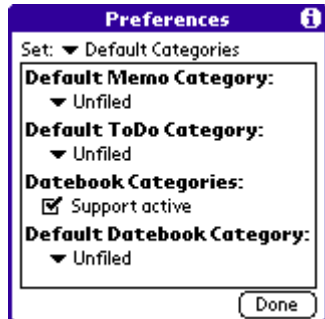 Preferences
Set: Default Categories
Default Memo Category:
Unfiled
Default ToDo Category:
Unfiled
Datebook Categories:
Support active
Default Datebook Category:
Unfiled
Done